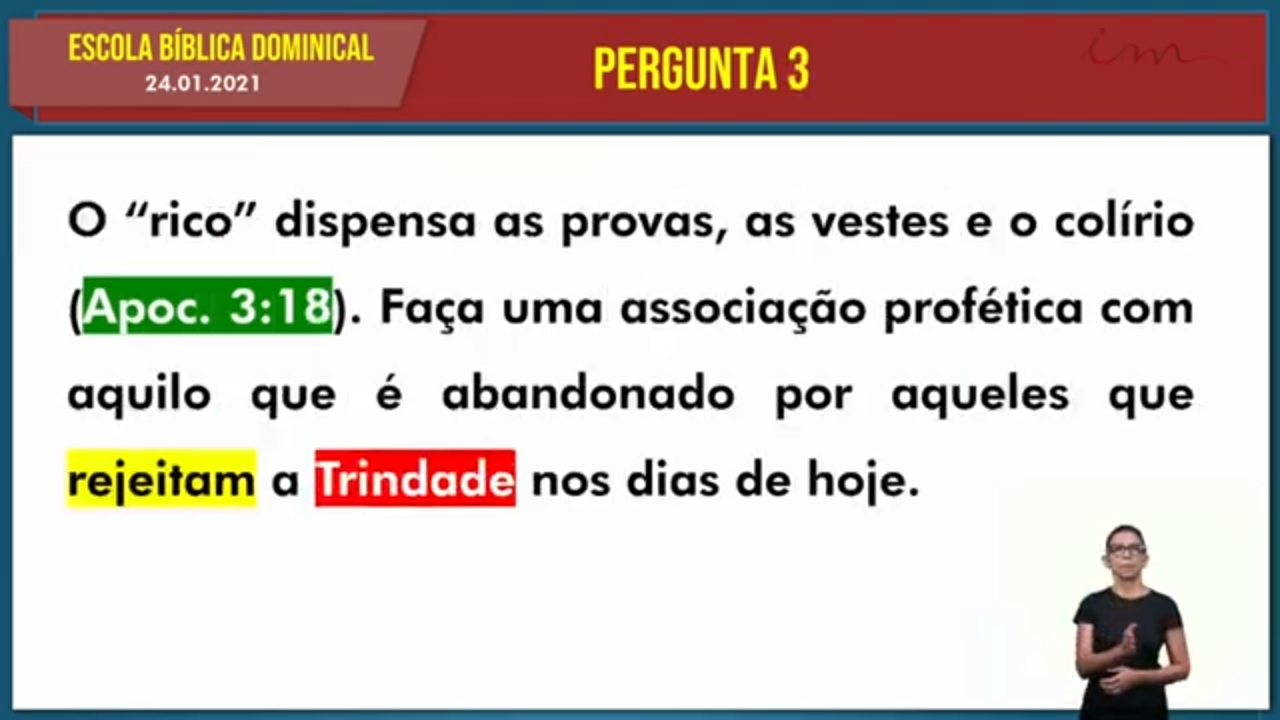 ESCOLA BÍBLICA DOMINICAL
24.01.2021
PERGUNTA 3
im
O “rico” dispensa as provas, as vestes e o colírio
(Apoc. 3:18). Faça uma associação profética com
aquilo que é abandonado por aqueles que
rejeitam a Trindade nos dias de hoje.